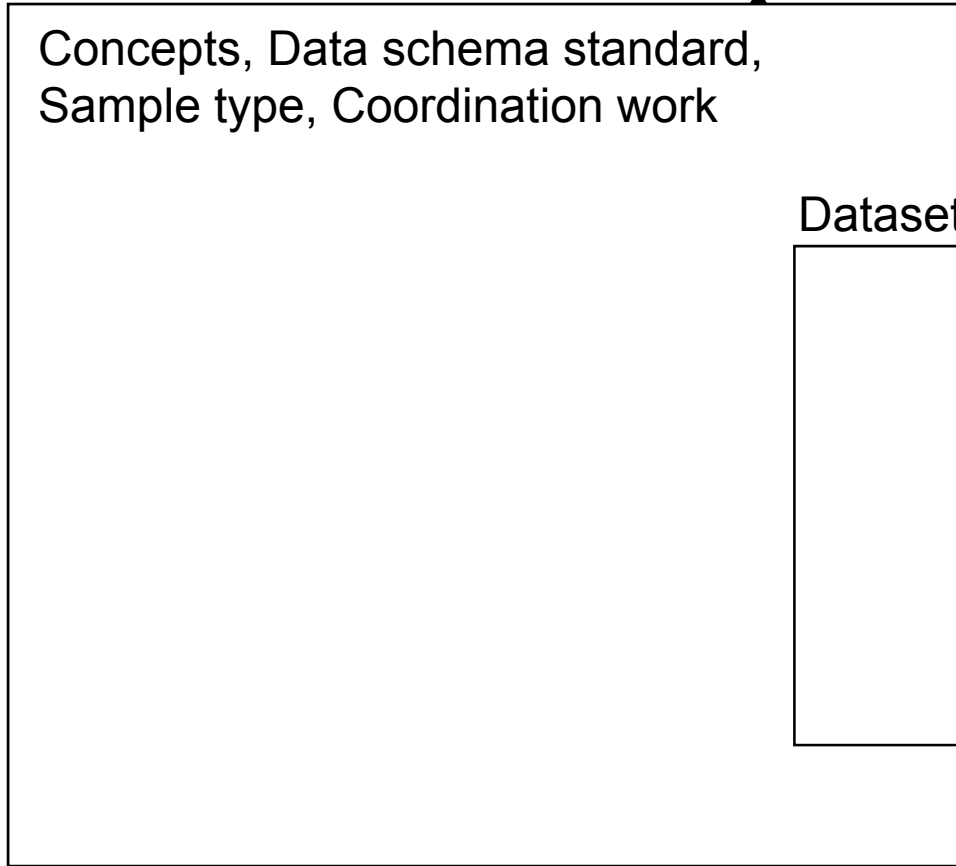 Concepts, Data schema standard,
Sample type, Coordination work
Dataset